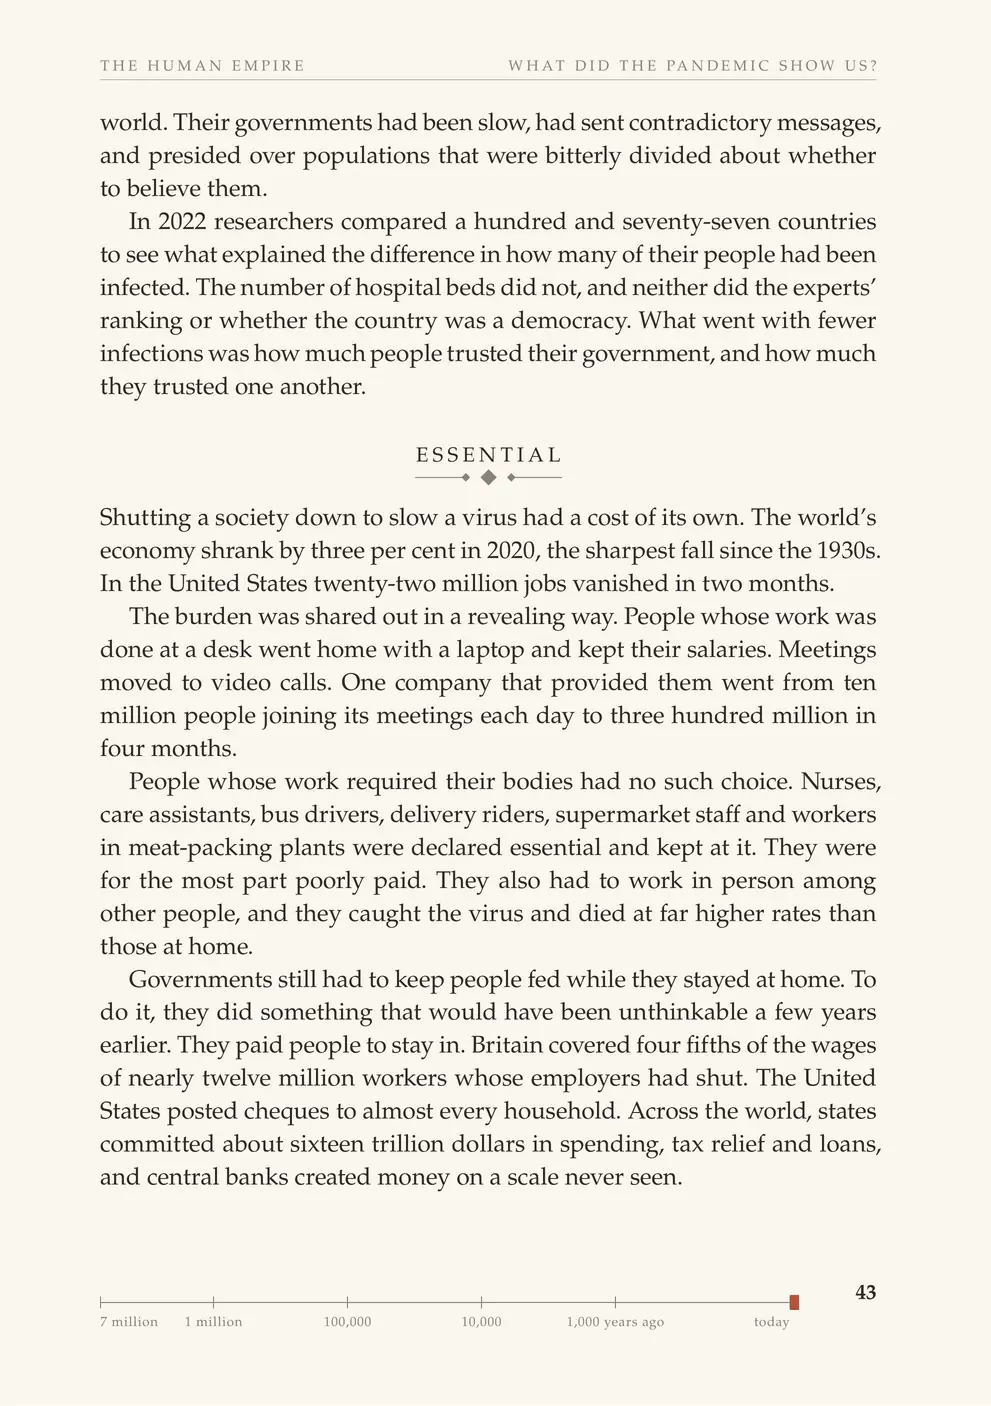 THE HUMAN EMPIRE
WHAT DID THE PANDEMIC SHOW US?
world. Their governments had been slow, had sent contradictory messages,
and presided over populations that were bitterly divided about whether
to believe them.
In 2022 researchers compared a hundred and seventy-seven countries
to see what explained the difference in how many of their people had been
infected. The number of hospital beds did not, and neither did the experts’
ranking or whether the country was a democracy. What went with fewer
infections was how much people trusted their government, and how much
they trusted one another.
ESSENTIAL
Shutting a society down to slow a virus had a cost of its own. The world’s
economy shrank by three per cent in 2020, the sharpest fall since the 1930s.
In the United States twenty-two million jobs vanished in two months.
The burden was shared out in a revealing way. People whose work was
done at a desk went home with a laptop and kept their salaries. Meetings
moved to video calls. One company that provided them went from ten
million people joining its meetings each day to three hundred million in
four months.
People whose work required their bodies had no such choice. Nurses,
care assistants, bus drivers, delivery riders, supermarket staff and workers
in meat-packing plants were declared essential and kept at it. They were
for the most part poorly paid. They also had to work in person among
other people, and they caught the virus and died at far higher rates than
those at home.
Governments still had to keep people fed while they stayed at home. To
do it, they did something that would have been unthinkable a few years
earlier. They paid people to stay in. Britain covered four fifths of the wages
of nearly twelve million workers whose employers had shut. The United
States posted cheques to almost every household. Across the world, states
committed about sixteen trillion dollars in spending, tax relief and loans,
and central banks created money on a scale never seen.
43
7 million 1 million 100,000 10,000 1,000 years ago today